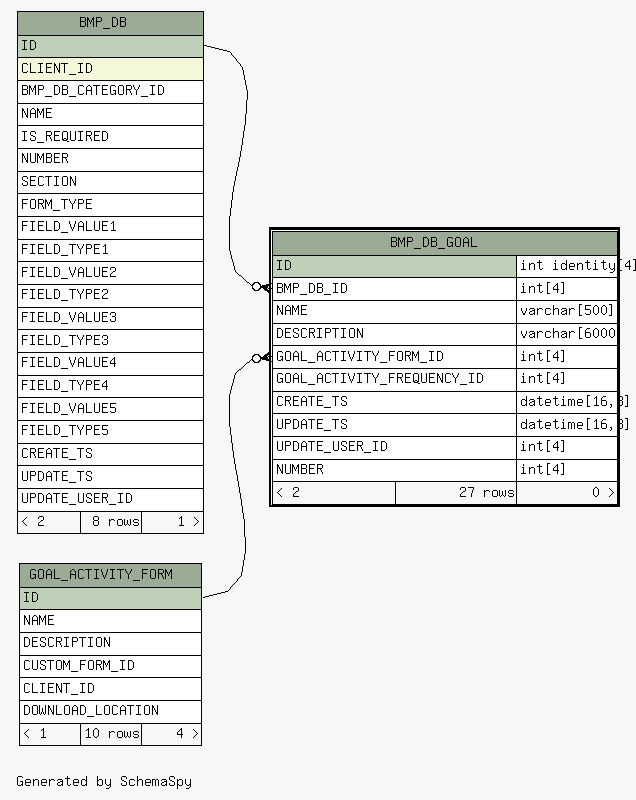 BMP_DB
ID
CLIENT_ID
BMP_DB_CATEGORY_ID
NAME
IS_REQUIRED
NUMBER
SECTION
FORM_TYPE
FIELD_VALUE1
FIELD_TYPE1
FIELD_VALUE2
FIELD_TYPE2
FIELD_VALUE3
FIELD_TYPE3
FIELD_VALUE4
FIELD_TYPE4
FIELD_VALUE5
FIELD_TYPE5
CREATE_TS
UPDATE_TS
UPDATE_USER_ID
< 2 8 rows 1 >
BMP_DB_GOAL
ID int identity[4]
BMP_DB_ID int[4]
NAME varchar[500]
DESCRIPTION varchar[6000
GOAL_ACTIVITY_FORM_ID int[4]
GOAL_ACTIVITY_FREQUENCY_ID int[4]
CREATE_TS datetime[16,3]
UPDATE_TS datetime[16,3]
UPDATE_USER_ID int[4]
NUMBER int[4]
< 2 27 rows 0 >
GOAL_ACTIVITY_FORM
ID
NAME
DESCRIPTION
CUSTOM_FORM_ID
CLIENT_ID
DOWNLOAD_LOCATION
< 1 10 rows 4 >
Generated by SchemaSpy